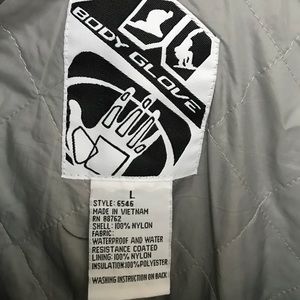 BODY GLOVE
L
STYLE: 6546
MADE IN VIETNAM
RN 88762
SHELL: 100% NYLON
FABRIC:
WATERPROOF AND WATER
RESISTANCE COATED
LINING: 100% NYLON
INSULATION: 100% POLYESTER
WASHING INSTRUCTION ON BACK